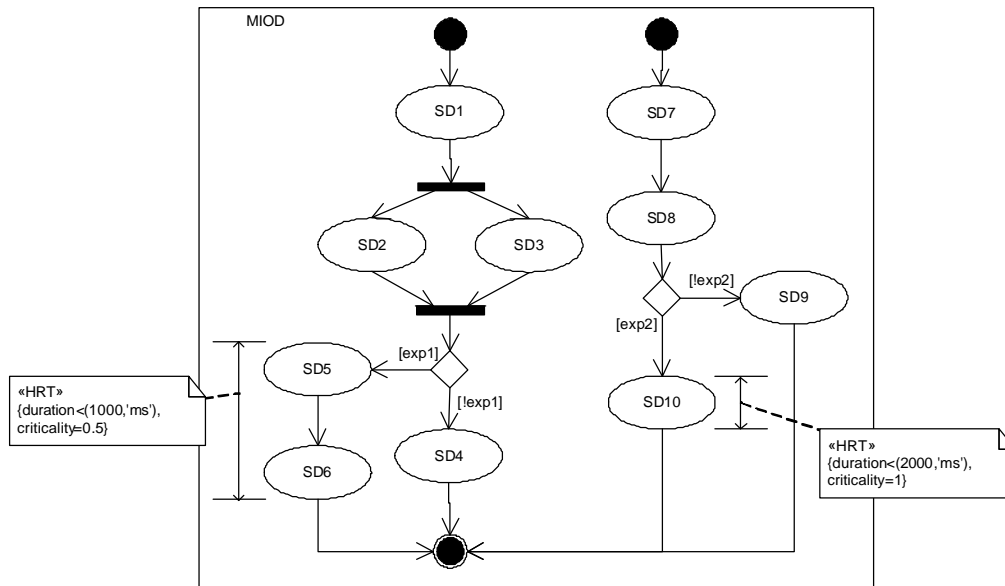 MIOD
SD1
SD7
SD2
SD3
SD8
[!exp2]
SD9
[exp2]
[exp1]
SD5
[!exp1]
SD10
«HRT»
{duration<(1000,'ms'),
criticality=0.5}
SD4
SD6
«HRT»
{duration<(2000,'ms'),
criticality=1}